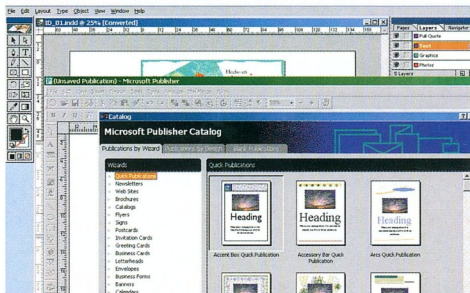 File Edit Layout Type Object View Window Help
ID_01.indd @ 25% [Converted]
Pages Layers Navigator
Pull Quote
Text
Graphics
Photos
5 Layers
(Unsaved Publication) - Microsoft Publisher
Catalog
Microsoft Publisher Catalog
Publications by Wizard Publications by Design Blank Publications
Wizards
Quick Publications
Quick Publications
Newsletters
Web Sites
Brochures
Catalogs
Flyers
Signs
Postcards
Invitation Cards
Greeting Cards
Business Cards
Letterheads
Envelopes
Business Forms
Banners
Calendars
Heading
Heading
Heading
Accent Box Quick Publication
Accessory Bar Quick Publication
Arcs Quick Publication